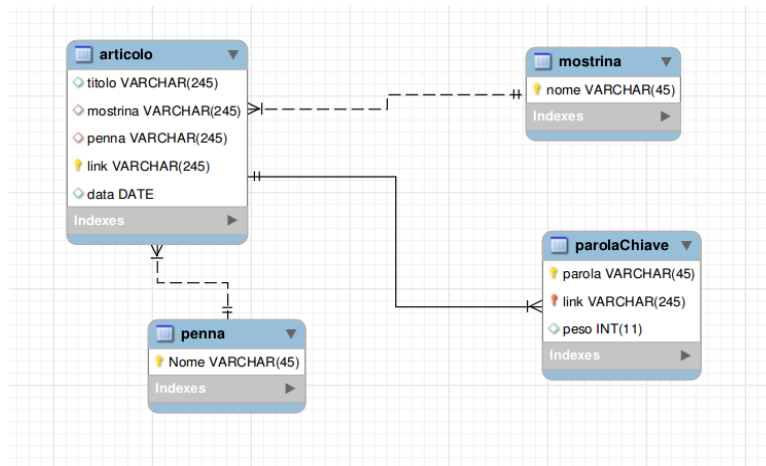 articolo
titolo VARCHAR(245)
mostrina VARCHAR(245)
penna VARCHAR(245)
link VARCHAR(245)
data DATE
Indexes
mostrina
nome VARCHAR(45)
Indexes
parolaChiave
parola VARCHAR(45)
link VARCHAR(245)
peso INT(11)
Indexes
penna
Nome VARCHAR(45)
Indexes